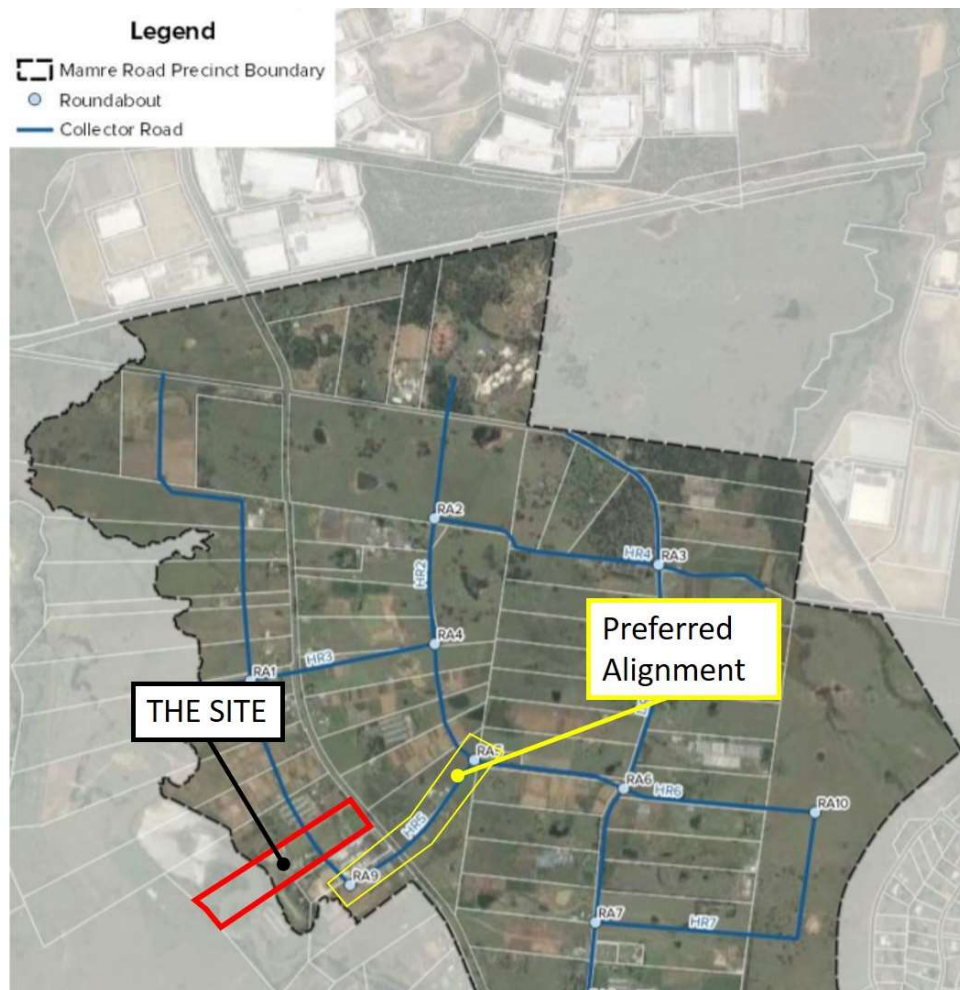 Legend
Mamre Road Precinct Boundary
Roundabout
Collector Road
RA2
HR4
RA3
HR2
RA4
HR3
RA1
Preferred
Alignment
THE SITE
RA5
RA6
HR6
RA10
HR5
RA9
RA7
HR7